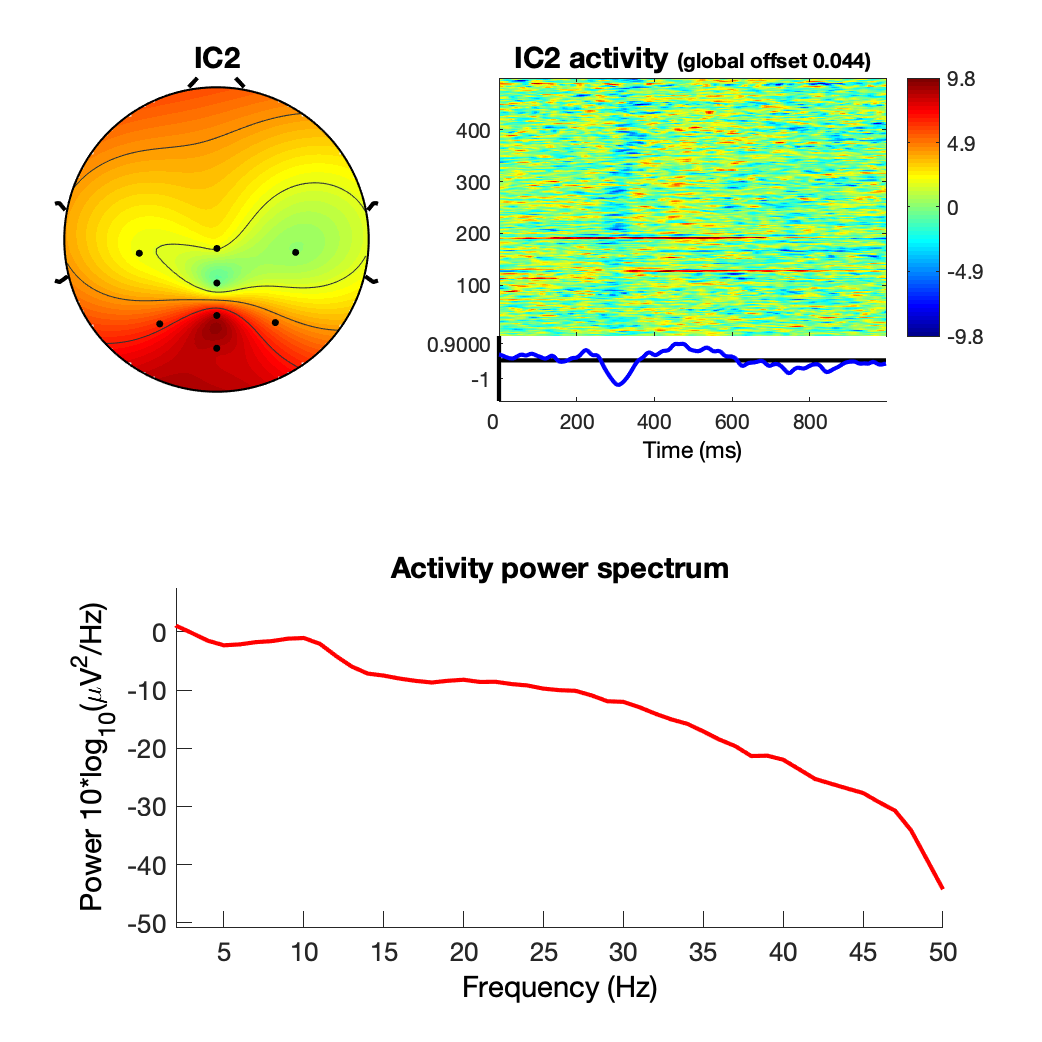 IC2
IC2 activity (global offset 0.044)
400
300
200
100
9.8
4.9
0
-4.9
-9.8
0.9000
-1
0 200 400 600 800
Time (ms)
Activity power spectrum
Power 10*log10(μV2/Hz)
0
-10
-20
-30
-40
-50
5 10 15 20 25 30 35 40 45 50
Frequency (Hz)